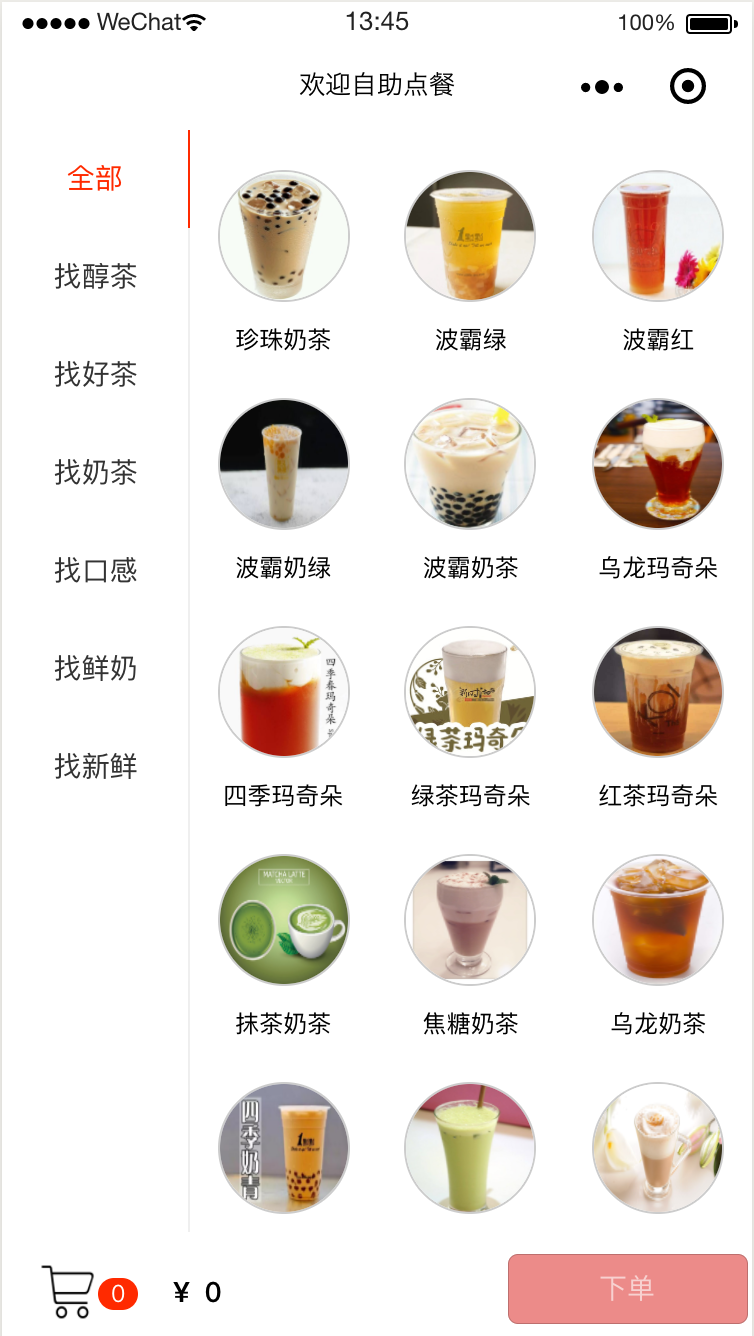 WeChat
13:45
100%
欢迎自助点餐
全部
找醇茶
找好茶
找奶茶
找口感
找鲜奶
找新鲜
珍珠奶茶
波霸绿
波霸红
波霸奶绿
波霸奶茶
乌龙玛奇朵
四季春玛奇朵
绿茶玛奇朵
四季玛奇朵
绿茶玛奇朵
红茶玛奇朵
MATCHA LATTE
抹茶奶茶
焦糖奶茶
乌龙奶茶
四季奶青
0
¥ 0
下单